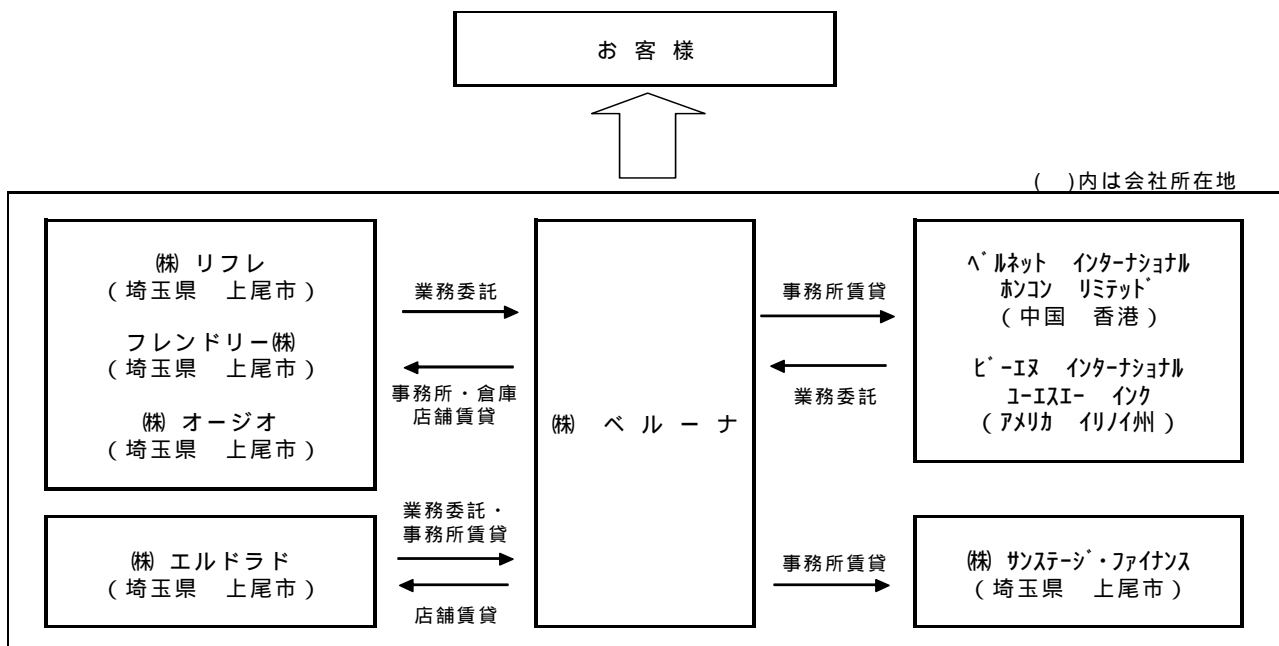 お 客 様
(　)内は会社所在地
㈱ リフレ
(埼玉県　上尾市)
フレンドリー㈱
(埼玉県　上尾市)
㈱ オージオ
(埼玉県　上尾市)
業務委託
事務所・倉庫
店舗賃貸
㈱ エルドラド
(埼玉県　上尾市)
業務委託・
事務所賃貸
店舗賃貸
㈱　ベ ル ー ナ
事務所賃貸
業務委託
ﾍﾞﾙﾈｯﾄ　ｲﾝﾀｰﾅｼｮﾅﾙ
ﾎﾝｺﾝ　ﾘﾐﾃｯﾄﾞ
(中国　香港)
ﾋﾞｰｴﾇ　ｲﾝﾀｰﾅｼｮﾅﾙ
ﾕｰｴｽｴｰ　ｲﾝｸ
(ｱﾒﾘｶ　ｲﾘﾉｲ州)
事務所賃貸
㈱ ｻﾝｽﾃｰｼﾞ・ﾌｧｲﾅﾝｽ
(埼玉県　上尾市)